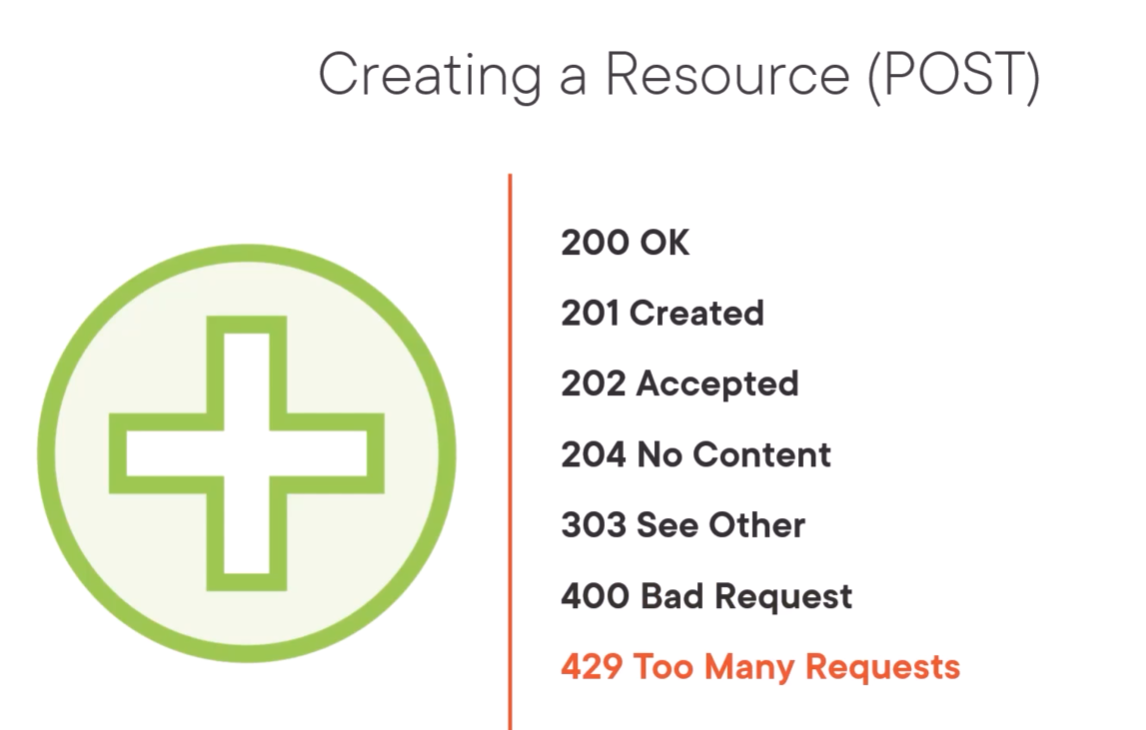 Creating a Resource (POST)
200 OK
201 Created
202 Accepted
204 No Content
303 See Other
400 Bad Request
429 Too Many Requests